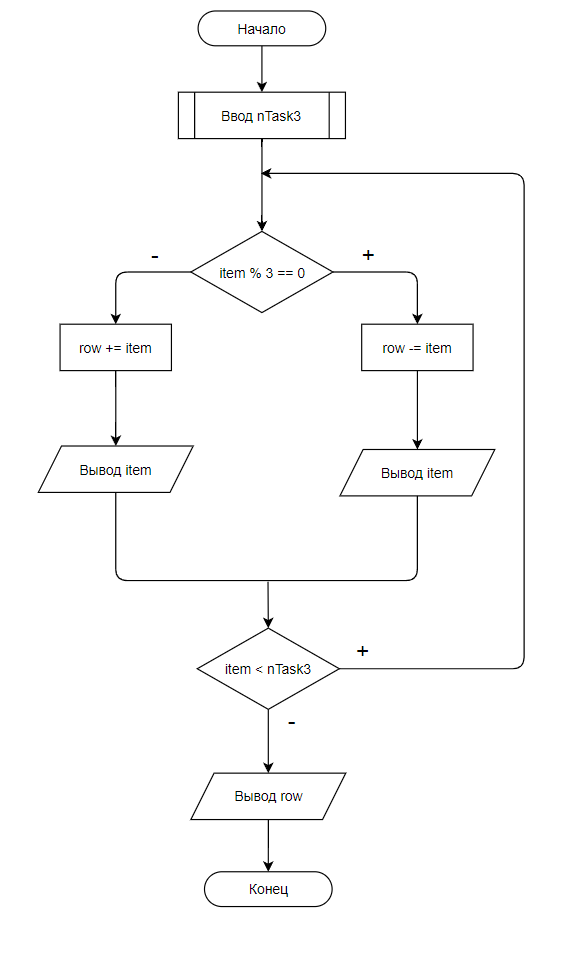 Начало
Ввод nTask3
-
+
item % 3 == 0
row += item
row -= item
Вывод item
Вывод item
item < nTask3
+
-
Вывод row
Конец